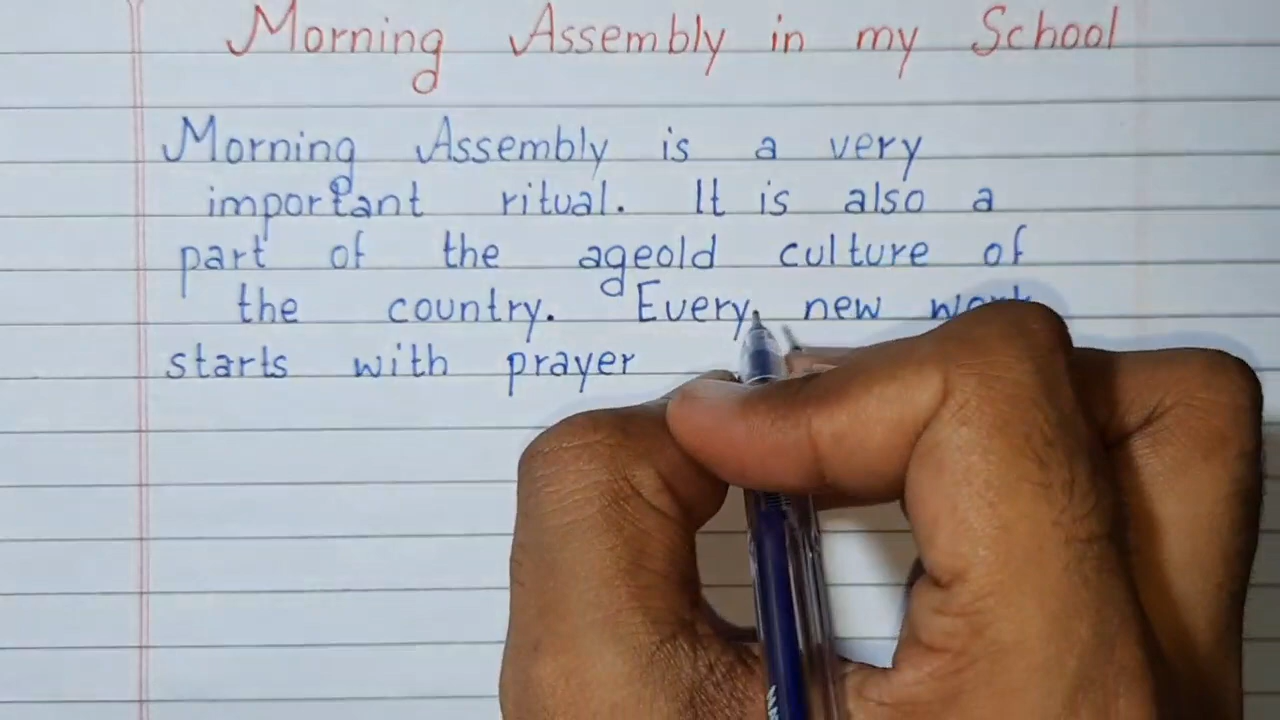 Morning Assembly in my School
Morning Assembly is a very
important ritual. It is also a
part of the ageold culture of
the country. Every new work
starts with prayer